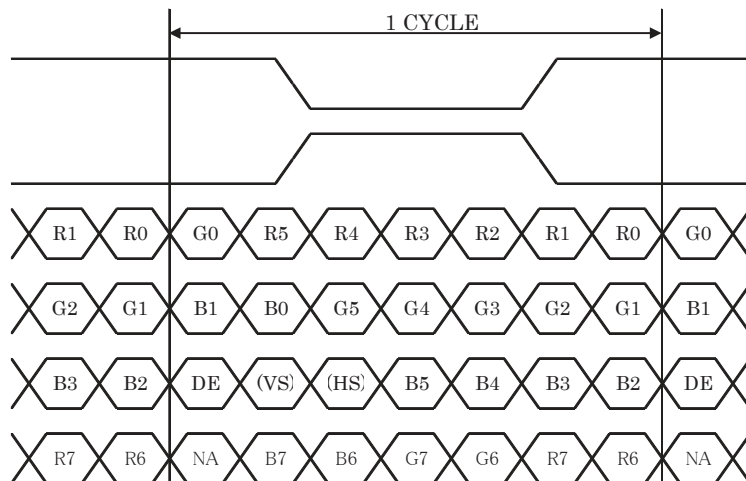 1 CYCLE
R1 R0 G0 R5 R4 R3 R2 R1 R0 G0
G2 G1 B1 B0 G5 G4 G3 G2 G1 B1
B3 B2 DE (VS) (HS) B5 B4 B3 B2 DE
R7 R6 NA B7 B6 G7 G6 R7 R6 NA